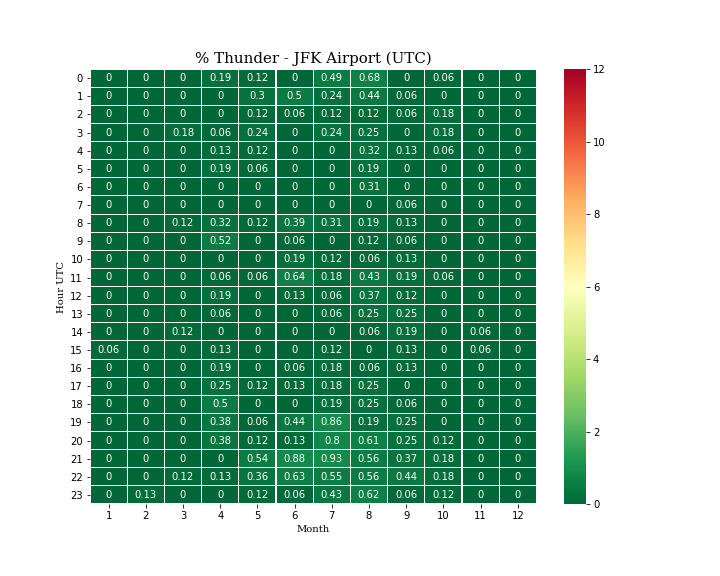 % Thunder - JFK Airport (UTC)
0 0 0 0 0.19 0.12 0 0.49 0.68 0 0.06 0 0
1 0 0 0 0 0.3 0.5 0.24 0.44 0.06 0 0 0
2 0 0 0 0 0.12 0.06 0.12 0.12 0.06 0.18 0 0
3 0 0 0.18 0.06 0.24 0 0.24 0.25 0 0.18 0 0
4 0 0 0 0.13 0.12 0 0 0.32 0.13 0.06 0 0
5 0 0 0 0.19 0.06 0 0 0.19 0 0 0 0
6 0 0 0 0 0 0 0 0.31 0 0 0 0
7 0 0 0 0 0 0 0 0 0.06 0 0 0
8 0 0 0.12 0.32 0.12 0.39 0.31 0.19 0.13 0 0 0
9 0 0 0 0.52 0 0.06 0 0.12 0.06 0 0 0
10 0 0 0 0 0 0.19 0.12 0.06 0.13 0 0 0
11 0 0 0 0.06 0.06 0.64 0.18 0.43 0.19 0.06 0 0
12 0 0 0 0.19 0 0.13 0.06 0.37 0.12 0 0 0
13 0 0 0 0.06 0 0 0.06 0.25 0.25 0 0 0
14 0 0 0.12 0 0 0 0 0.06 0.19 0 0.06 0
15 0.06 0 0 0.13 0 0 0.12 0 0.13 0 0.06 0
16 0 0 0 0.19 0 0.06 0.18 0.06 0.13 0 0 0
17 0 0 0 0.25 0.12 0.13 0.18 0.25 0 0 0 0
18 0 0 0 0.5 0 0 0.19 0.25 0.06 0 0 0
19 0 0 0 0.38 0.06 0.44 0.86 0.19 0.25 0 0 0
20 0 0 0 0.38 0.12 0.13 0.8 0.61 0.25 0.12 0 0
21 0 0 0 0 0.54 0.88 0.93 0.56 0.37 0.18 0 0
22 0 0 0.12 0.13 0.36 0.63 0.55 0.56 0.44 0.18 0 0
23 0 0.13 0 0 0.12 0.06 0.43 0.62 0.06 0.12 0 0
1 2 3 4 5 6 7 8 9 10 11 12
Month
Hour UTC
12
10
8
6
4
2
0